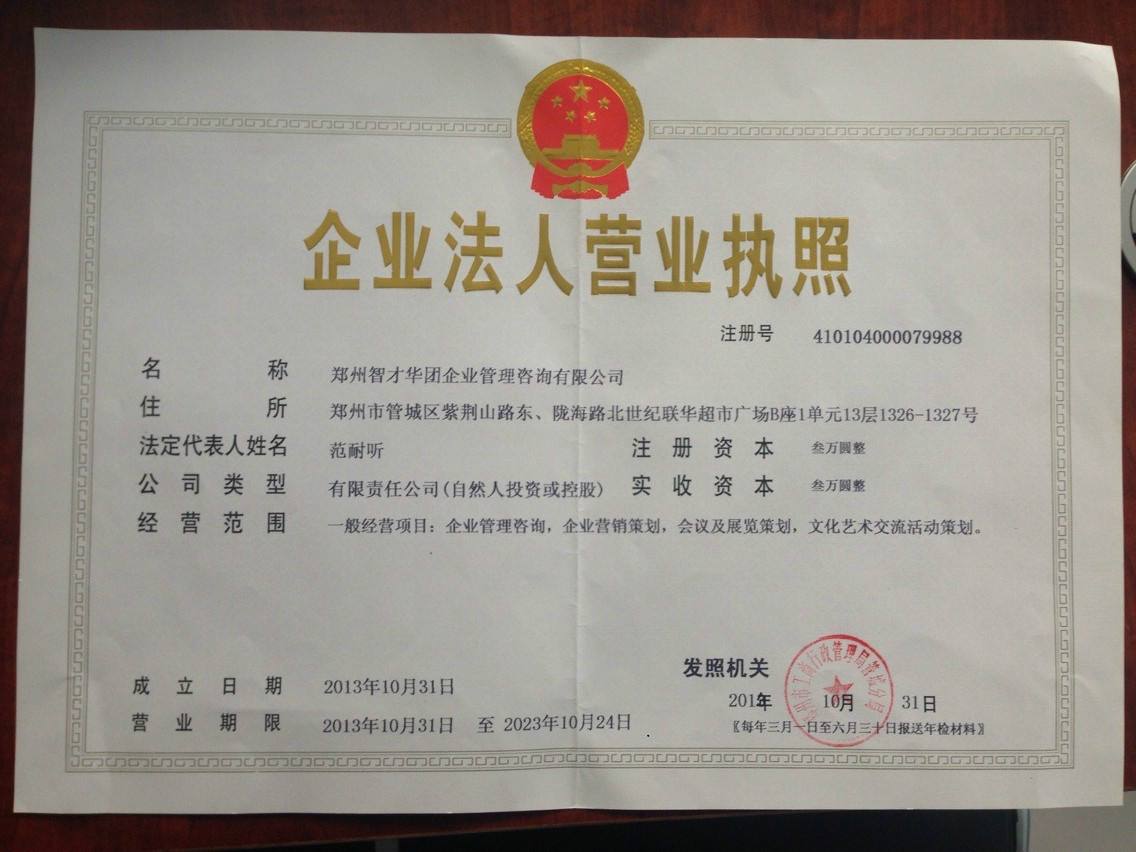 企业法人营业执照
注册号 410104000079988
名称 郑州智才华团企业管理咨询有限公司
住所 郑州市管城区紫荆山路东、陇海路北世纪联华超市广场B座1单元13层1326-1327号
法定代表人姓名 范耐听 注册资本 叁万圆整
公司类型 有限责任公司(自然人投资或控股) 实收资本 叁万圆整
经营范围 一般经营项目：企业管理咨询，企业营销策划，会议及展览策划，文化艺术交流活动策划。
发照机关
郑州市工商行政管理局管城分局
成立日期 2013年10月31日
201年 10月 31日
营业期限 2013年10月31日 至 2023年10月24日
〖每年三月一日至六月三十日报送年检材料〗